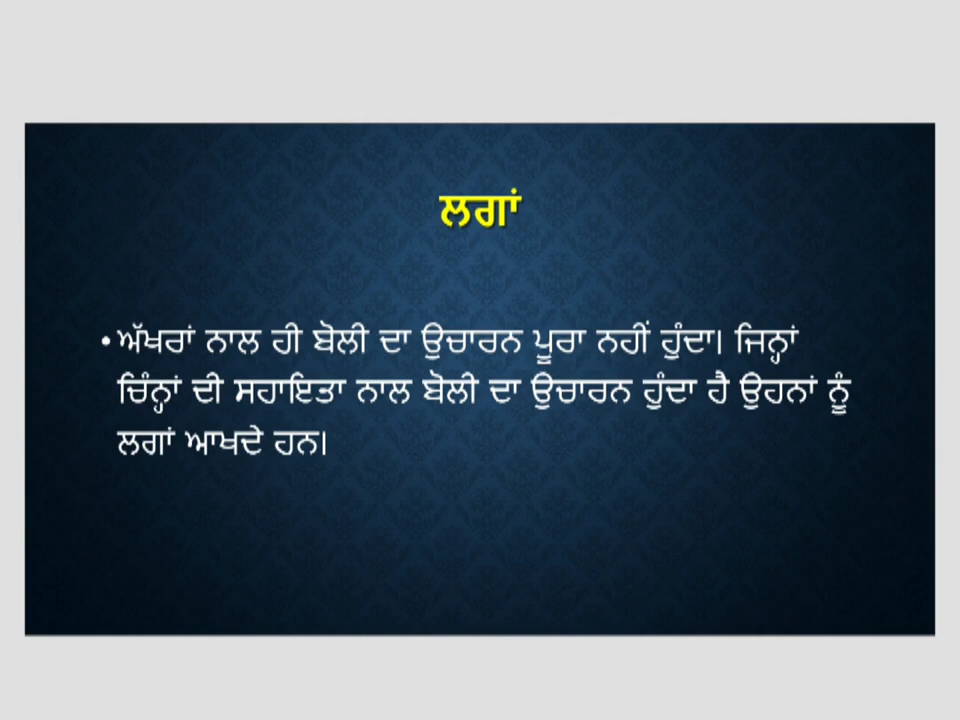 ਲਗਾਂ
• ਅੱਖਰਾਂ ਨਾਲ ਹੀ ਬੋਲੀ ਦਾ ਉਚਾਰਨ ਪੂਰਾ ਨਹੀਂ ਹੁੰਦਾ। ਜਿਨ੍ਹਾਂ
ਚਿੰਨ੍ਹਾਂ ਦੀ ਸਹਾਇਤਾ ਨਾਲ ਬੋਲੀ ਦਾ ਉਚਾਰਨ ਹੁੰਦਾ ਹੈ ਉਹਨਾਂ ਨੂੰ
ਲਗਾਂ ਆਖਦੇ ਹਨ।